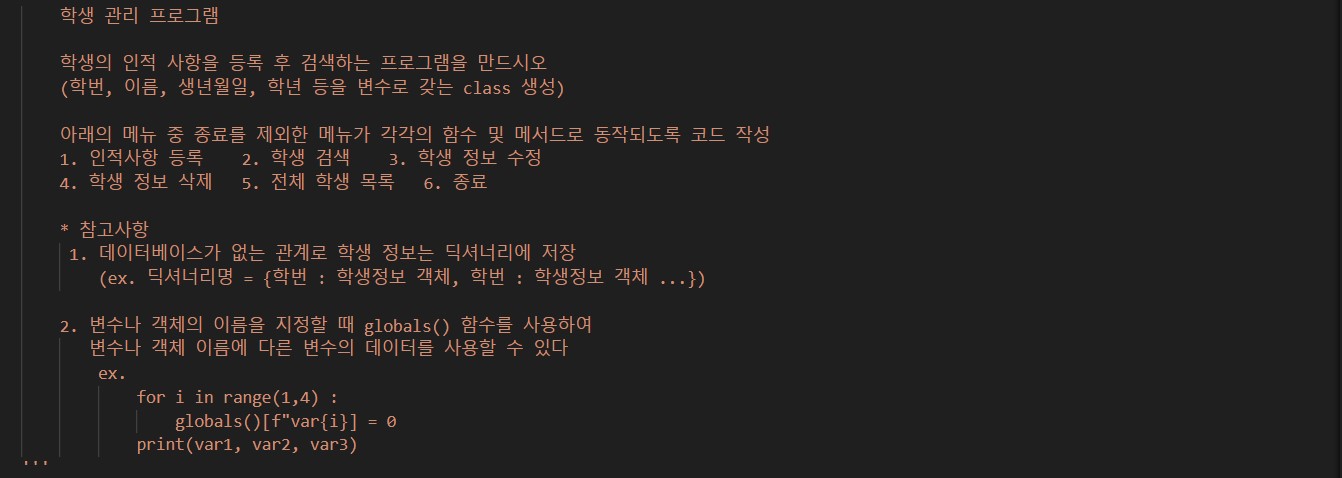 학생 관리 프로그램
학생의 인적 사항을 등록 후 검색하는 프로그램을 만드시오
(학번, 이름, 생년월일, 학년 등을 변수로 갖는 class 생성)
아래의 메뉴 중 종료를 제외한 메뉴가 각각의 함수 및 메서드로 동작되도록 코드 작성
1. 인적사항 등록    2. 학생 검색    3. 학생 정보 수정
4. 학생 정보 삭제   5. 전체 학생 목록   6. 종료
* 참고사항
1. 데이터베이스가 없는 관계로 학생 정보는 딕셔너리에 저장
(ex. 딕셔너리명 = {학번 : 학생정보 객체, 학번 : 학생정보 객체 ...})
2. 변수나 객체의 이름을 지정할 때 globals() 함수를 사용하여
변수나 객체 이름에 다른 변수의 데이터를 사용할 수 있다
ex.
for i in range(1,4) :
globals()[f"var{i}] = 0
print(var1, var2, var3)
'''